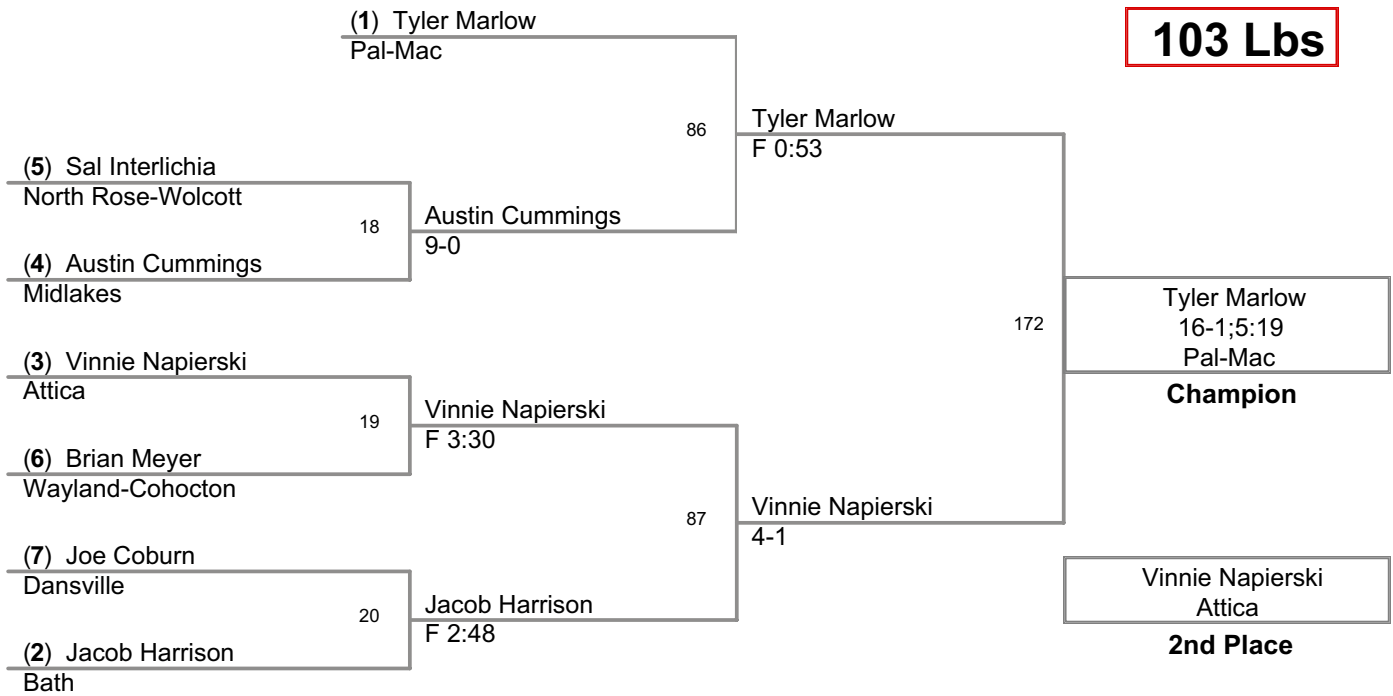 (1) Tyler Marlow
Pal-Mac
103 Lbs
86
Tyler Marlow
F 0:53
(5) Sal Interlichia
North Rose-Wolcott
18
Austin Cummings
9-0
(4) Austin Cummings
Midlakes
172
Tyler Marlow
16-1;5:19
Pal-Mac
Champion
(3) Vinnie Napierski
Attica
19
Vinnie Napierski
F 3:30
(6) Brian Meyer
Wayland-Cohocton
87
Vinnie Napierski
4-1
(7) Joe Coburn
Dansville
20
Jacob Harrison
F 2:48
(2) Jacob Harrison
Bath
Vinnie Napierski
Attica
2nd Place